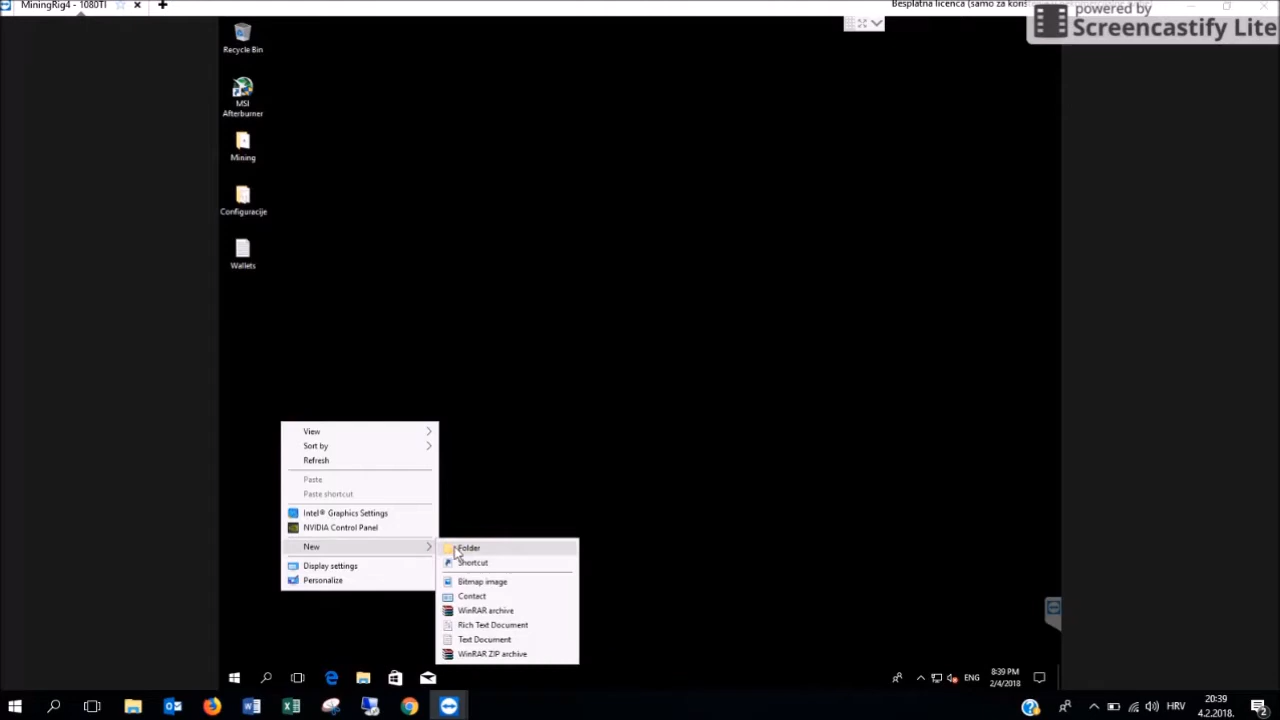 MiningRig4 - 1080TI
Besplatna licenca (samo za
powered by
Screencastify Lite
Recycle Bin
MSI
Afterburner
Mining
Configuracije
Wallets
View
Sort by
Refresh
Paste
Paste shortcut
Intel® Graphics Settings
NVIDIA Control Panel
New
Display settings
Personalize
Folder
Shortcut
Bitmap image
Contact
WinRAR archive
Rich Text Document
Text Document
WinRAR ZIP archive
ENG
8:39 PM
2/4/2018
HRV
20:39
4.2.2018.
2